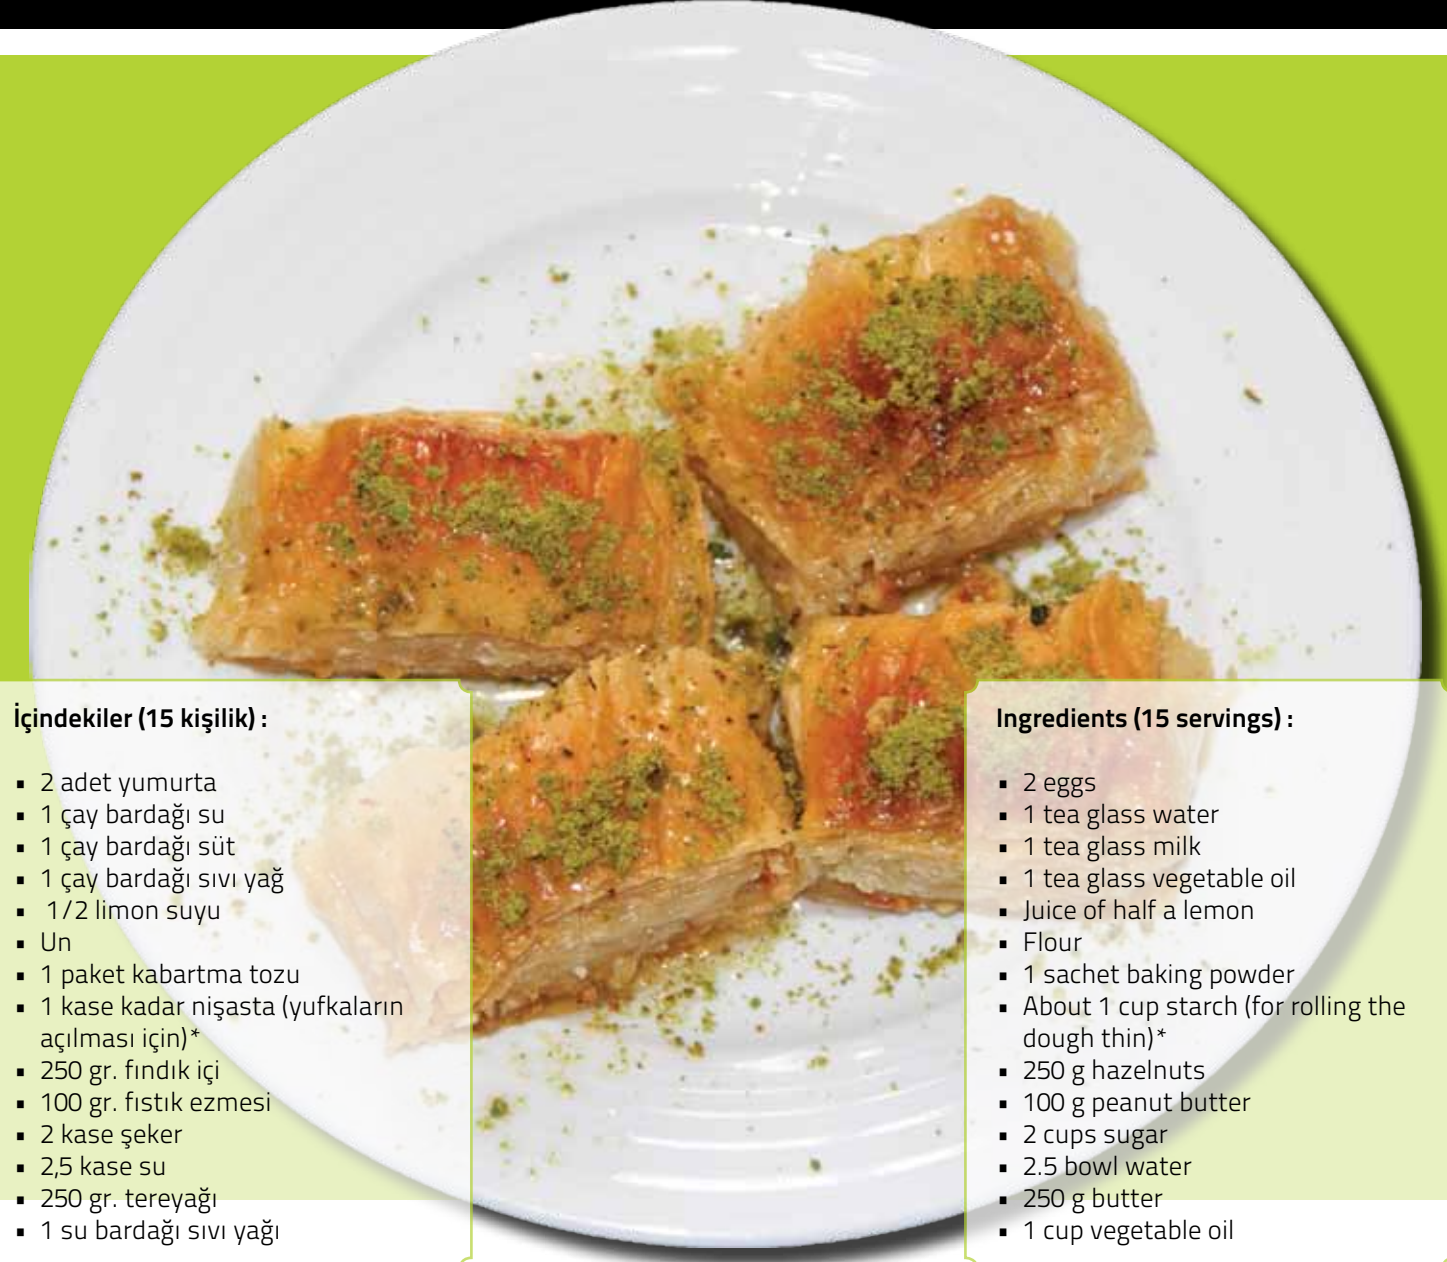 İçindekiler (15 kişilik) :
▪ 2 adet yumurta
▪ 1 çay bardağı su
▪ 1 çay bardağı süt
▪ 1 çay bardağı sıvı yağ
▪ 1/2 limon suyu
▪ Un
▪ 1 paket kabartma tozu
▪ 1 kase kadar nişasta (yufkaların
açılması için)*
▪ 250 gr. fındık içi
▪ 100 gr. fıstık ezmesi
▪ 2 kase şeker
▪ 2,5 kase su
▪ 250 gr. tereyağı
▪ 1 su bardağı sıvı yağı
Ingredients (15 servings) :
▪ 2 eggs
▪ 1 tea glass water
▪ 1 tea glass milk
▪ 1 tea glass vegetable oil
▪ Juice of half a lemon
▪ Flour
▪ 1 sachet baking powder
▪ About 1 cup starch (for rolling the
dough thin)*
▪ 250 g hazelnuts
▪ 100 g peanut butter
▪ 2 cups sugar
▪ 2.5 bowl water
▪ 250 g butter
▪ 1 cup vegetable oil